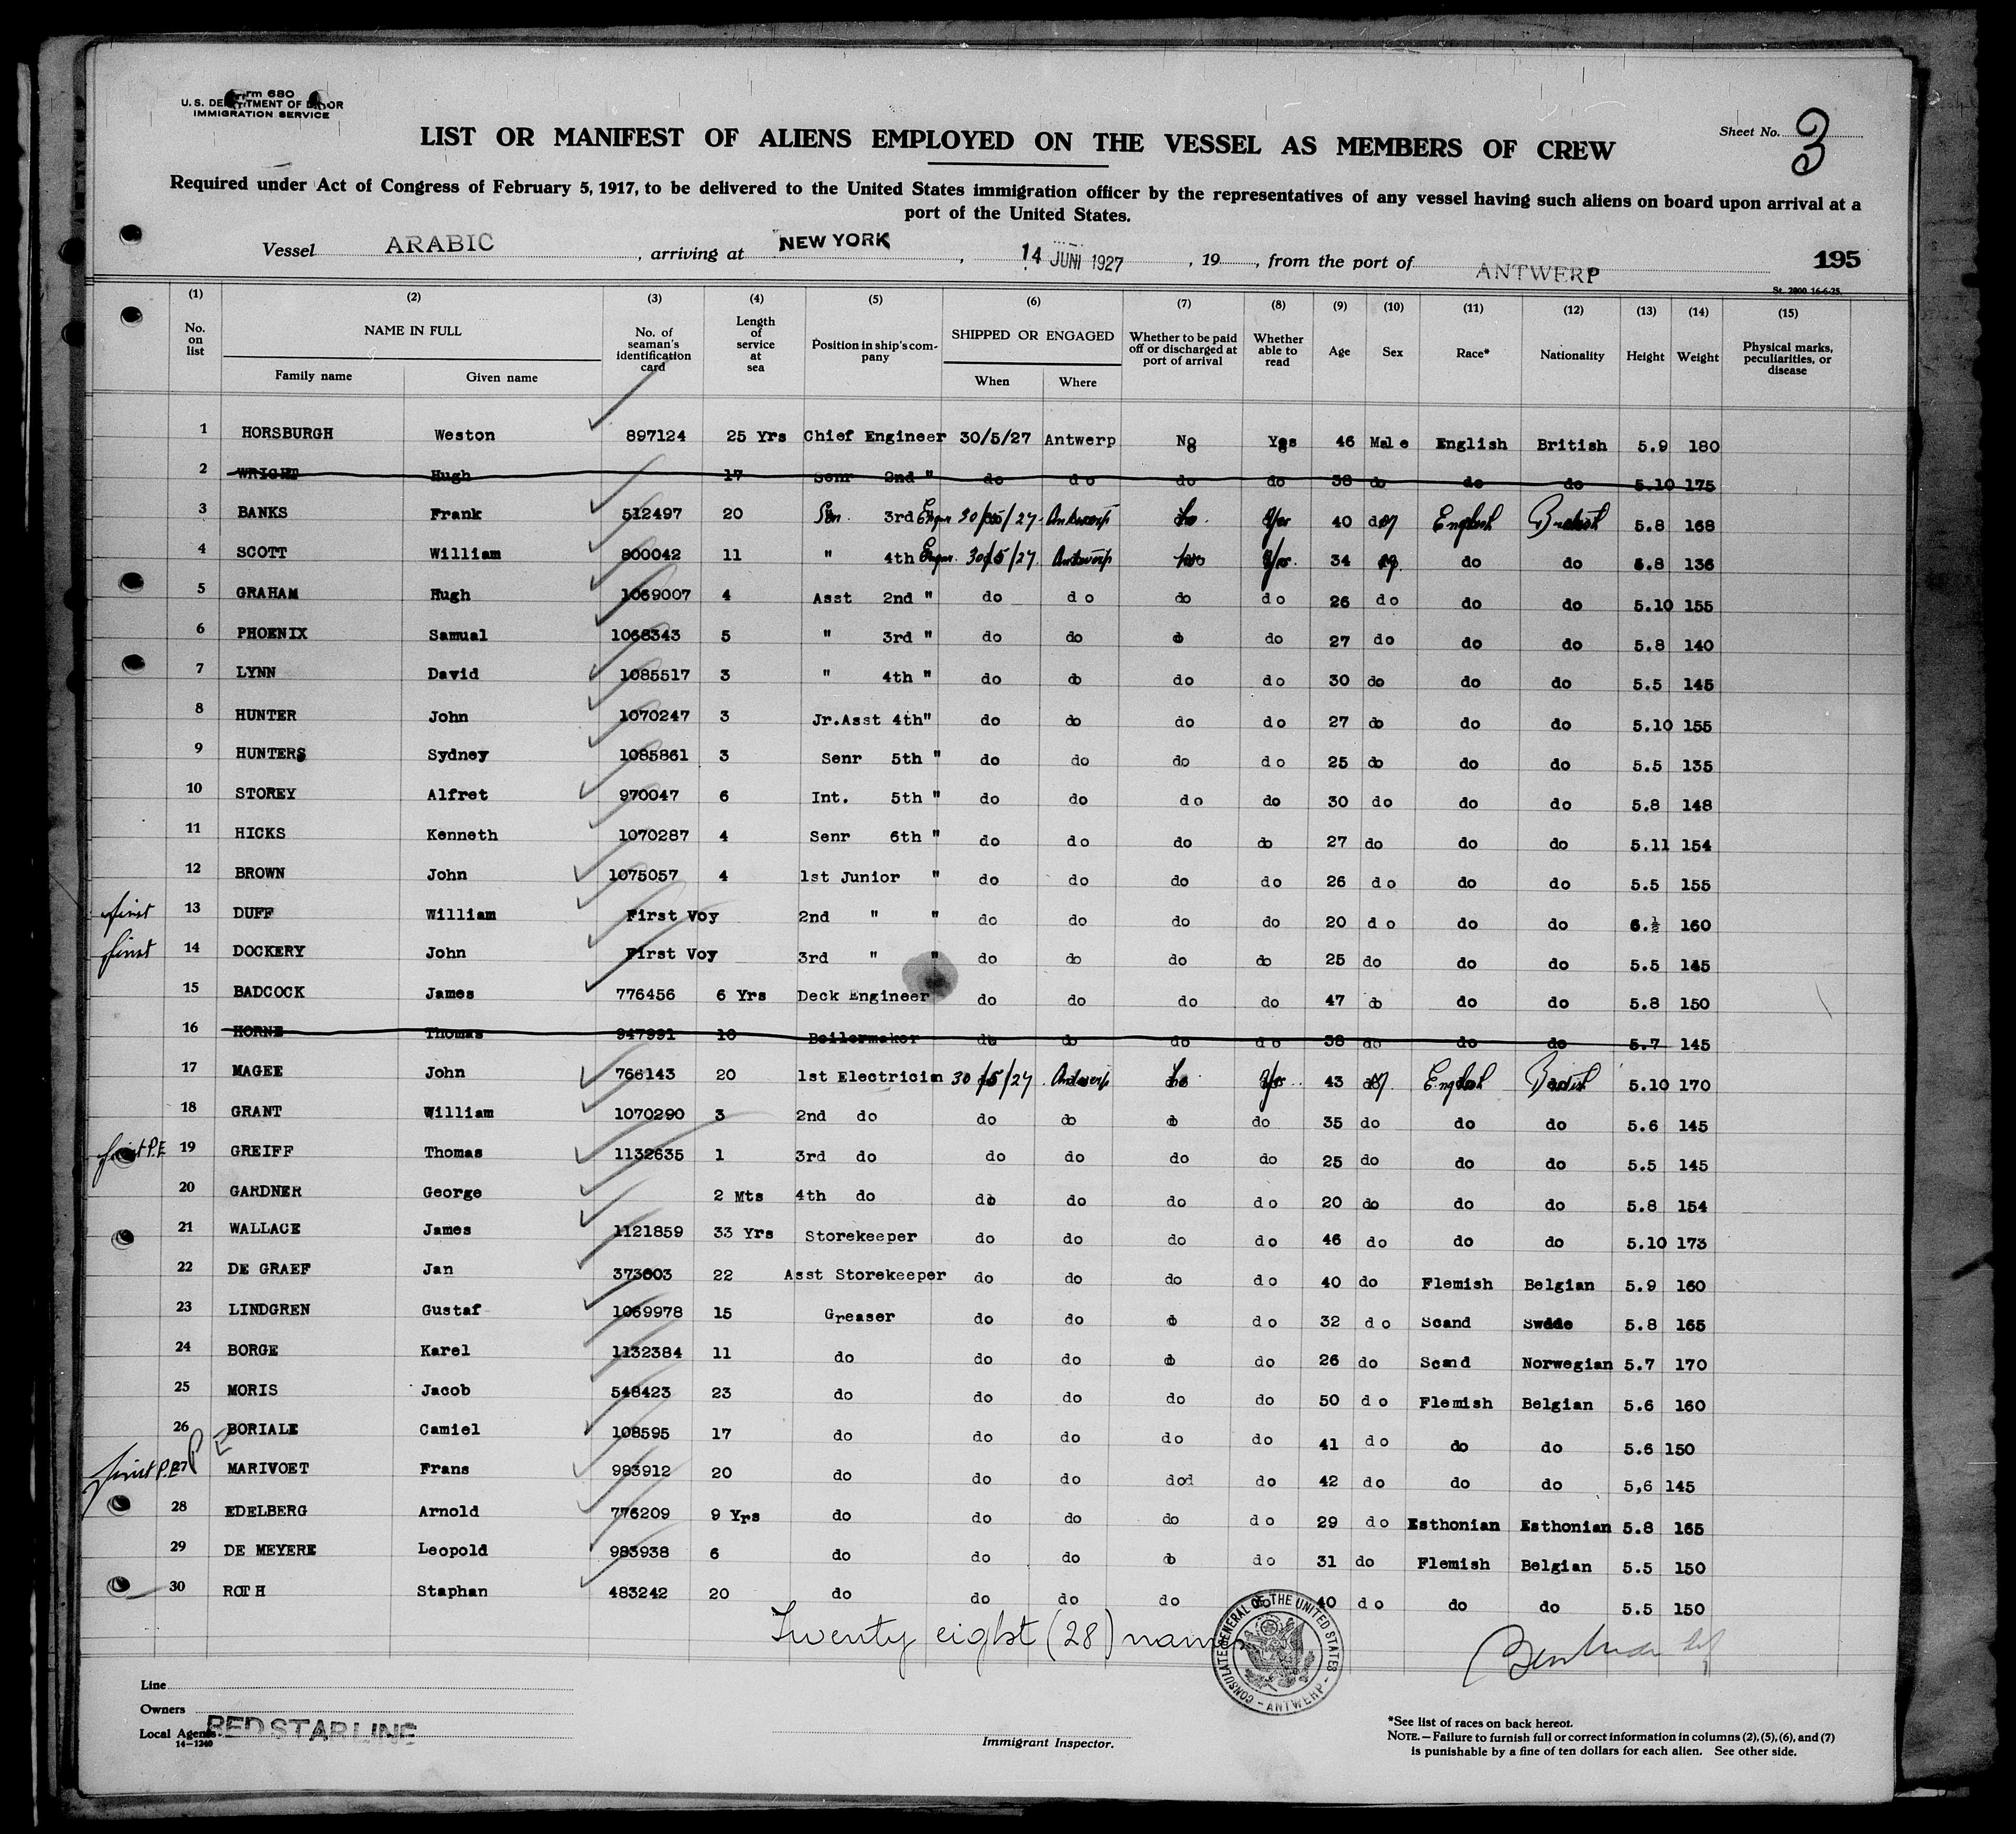 Form 680
U. S. DEPARTMENT OF LABOR
IMMIGRATION SERVICE
Sheet No. 3
LIST OR MANIFEST OF ALIENS EMPLOYED ON THE VESSEL AS MEMBERS OF CREW
Required under Act of Congress of February 5, 1917, to be delivered to the United States immigration officer by the representatives of any vessel having such aliens on board upon arrival at a
port of the United States.
Vessel ARABIC, arriving at NEW YORK, 14 JUNI 1927, 19, from the port of ANTWERP 195
St. 2000 16-6-25.
(1) (2) (3) (4) (5) (6) (7) (8) (9) (10) (11) (12) (13) (14) (15)
No. on list NAME IN FULL Family name Given name No. of seaman's identification card Length of service at sea Position in ship's company SHIPPED OR ENGAGED When Where Whether to be paid off or discharged at port of arrival Whether able to read Age Sex Race* Nationality Height Weight Physical marks, peculiarities, or disease
1 HORSBURGH Weston 897124 25 Yrs Chief Engineer 30/5/27 Antwerp No Yes 46 Male English British 5.9 180
2 WRIGHT Hugh 17 Senr 2nd " do do do do 38 do do do 5.10 175
3 BANKS Frank 512497 20 Sen. 3rd Engnr 30/5/27 Antwerp No Yes 40 M English British 5.8 168
4 SCOTT William 800042 11 " 4th Engnr. 30/5/27 Antwerp No Yes 34 M do do 5.8 136
5 GRAHAM Hugh 1069007 4 Asst 2nd " do do do do 26 do do do 5.10 155
6 PHOENIX Samual 1068343 5 " 3rd " do do do do 27 do do do 5.8 140
7 LYNN David 1085517 3 " 4th " do do do do 30 do do do 5.5 145
8 HUNTER John 1070247 3 Jr.Asst 4th" do do do do 27 do do do 5.10 155
9 HUNTERS Sydney 1085861 3 Senr 5th " do do do do 25 do do do 5.5 135
10 STOREY Alfret 970047 6 Int. 5th " do do do do 30 do do do 5.8 148
11 HICKS Kenneth 1070287 4 Senr 6th " do do do do 27 do do do 5.11 154
12 BROWN John 1075057 4 1st Junior " do do do do 26 do do do 5.5 155
first 13 DUFF William First Voy 2nd " " do do do do 20 do do do 6.½ 160
first 14 DOCKERY John First Voy 3rd " " do do do do 25 do do do 5.5 145
15 BADCOCK James 776456 6 Yrs Deck Engineer do do do do 47 do do do 5.8 150
16 HORNE Thomas 947991 10 Boilermaker do do do do 38 do do do 5.7 145
17 MAGEE John 766143 20 1st Electricin 30/5/27 Antwerp No Yes 43 M English British 5.10 170
18 GRANT William 1070290 3 2nd do do do do do 35 do do do 5.6 145
first P.E 19 GREIFF Thomas 1132635 1 3rd do do do do do 25 do do do 5.5 145
20 GARDNER George 2 Mts 4th do do do do do 20 do do do 5.8 154
21 WALLACE James 1121859 33 Yrs Storekeeper do do do do 46 do do do 5.10 173
22 DE GRAEF Jan 373603 22 Asst Storekeeper do do do do 40 do Flemish Belgian 5.9 160
23 LINDGREN Gustaf 1069978 15 Greaser do do do do 32 do Scand Swede 5.8 165
24 BORGE Karel 1132384 11 do do do do do 26 do Scand Norwegian 5.7 170
25 MORIS Jacob 548423 23 do do do do do 50 do Flemish Belgian 5.6 160
P E 26 BORIALE Camiel 108595 17 do do do do do 41 do do do 5.6 150
first P.E 27 MARIVOET Frans 983912 20 do do do dod do 42 do do do 5,6 145
28 EDELBERG Arnold 776209 9 Yrs do do do do do 29 do Esthonian Esthonian 5.8 165
29 DE MEYERE Leopold 983938 6 do do do do do 31 do Flemish Belgian 5.5 150
30 ROTH Staphan 483242 20 do do do do do 40 do do do 5.5 150
Twenty eight (28) names
CONSULATE GENERAL OF THE UNITED STATES - ANTWERP -
Line
Owners
Local Agents RED STAR LINE
14—1240
Immigrant Inspector.
*See list of races on back hereof.
NOTE.—Failure to furnish full or correct information in columns (2), (5), (6), and (7)
is punishable by a fine of ten dollars for each alien. See other side.